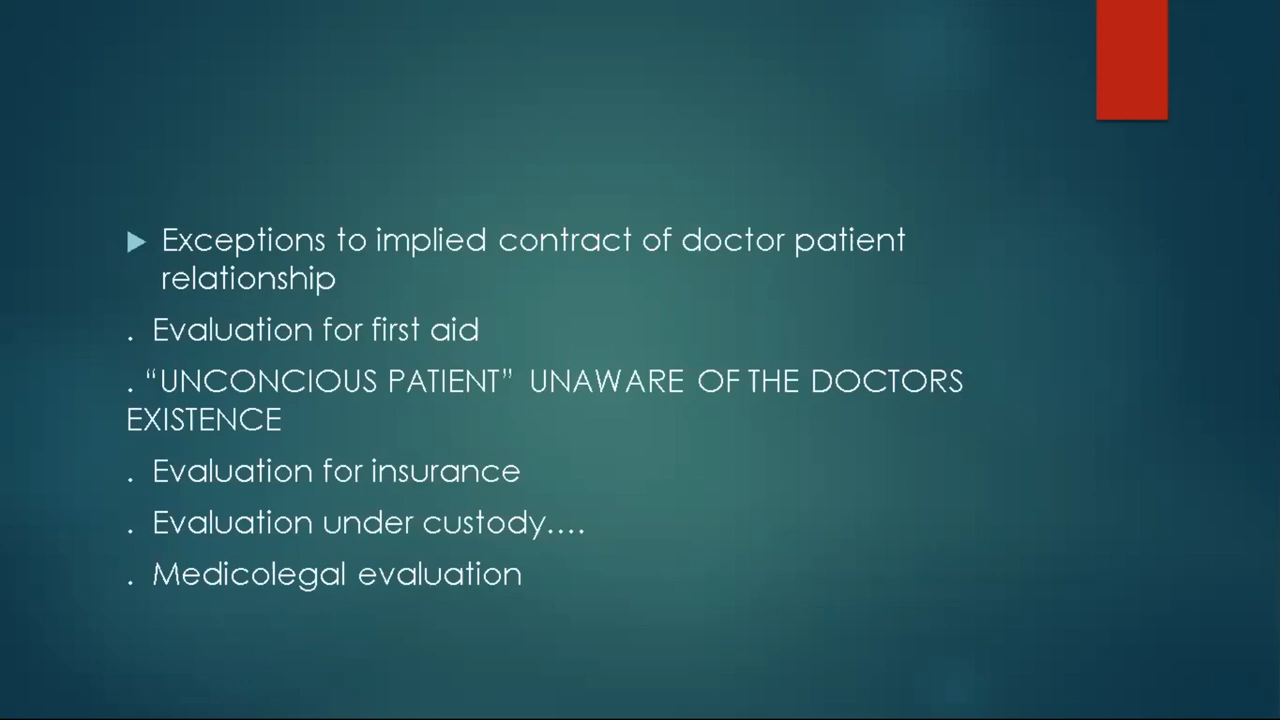 Exceptions to implied contract of doctor patient
relationship
. Evaluation for first aid
. “UNCONCIOUS PATIENT” UNAWARE OF THE DOCTORS
EXISTENCE
. Evaluation for insurance
. Evaluation under custody....
. Medicolegal evaluation